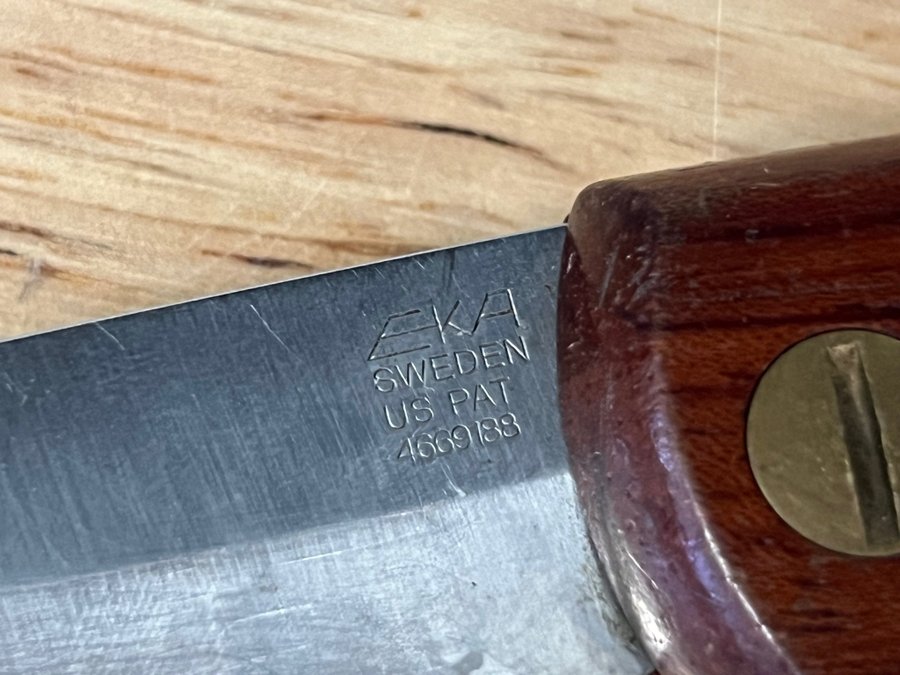 EKA
SWEDEN
US PAT
4669188